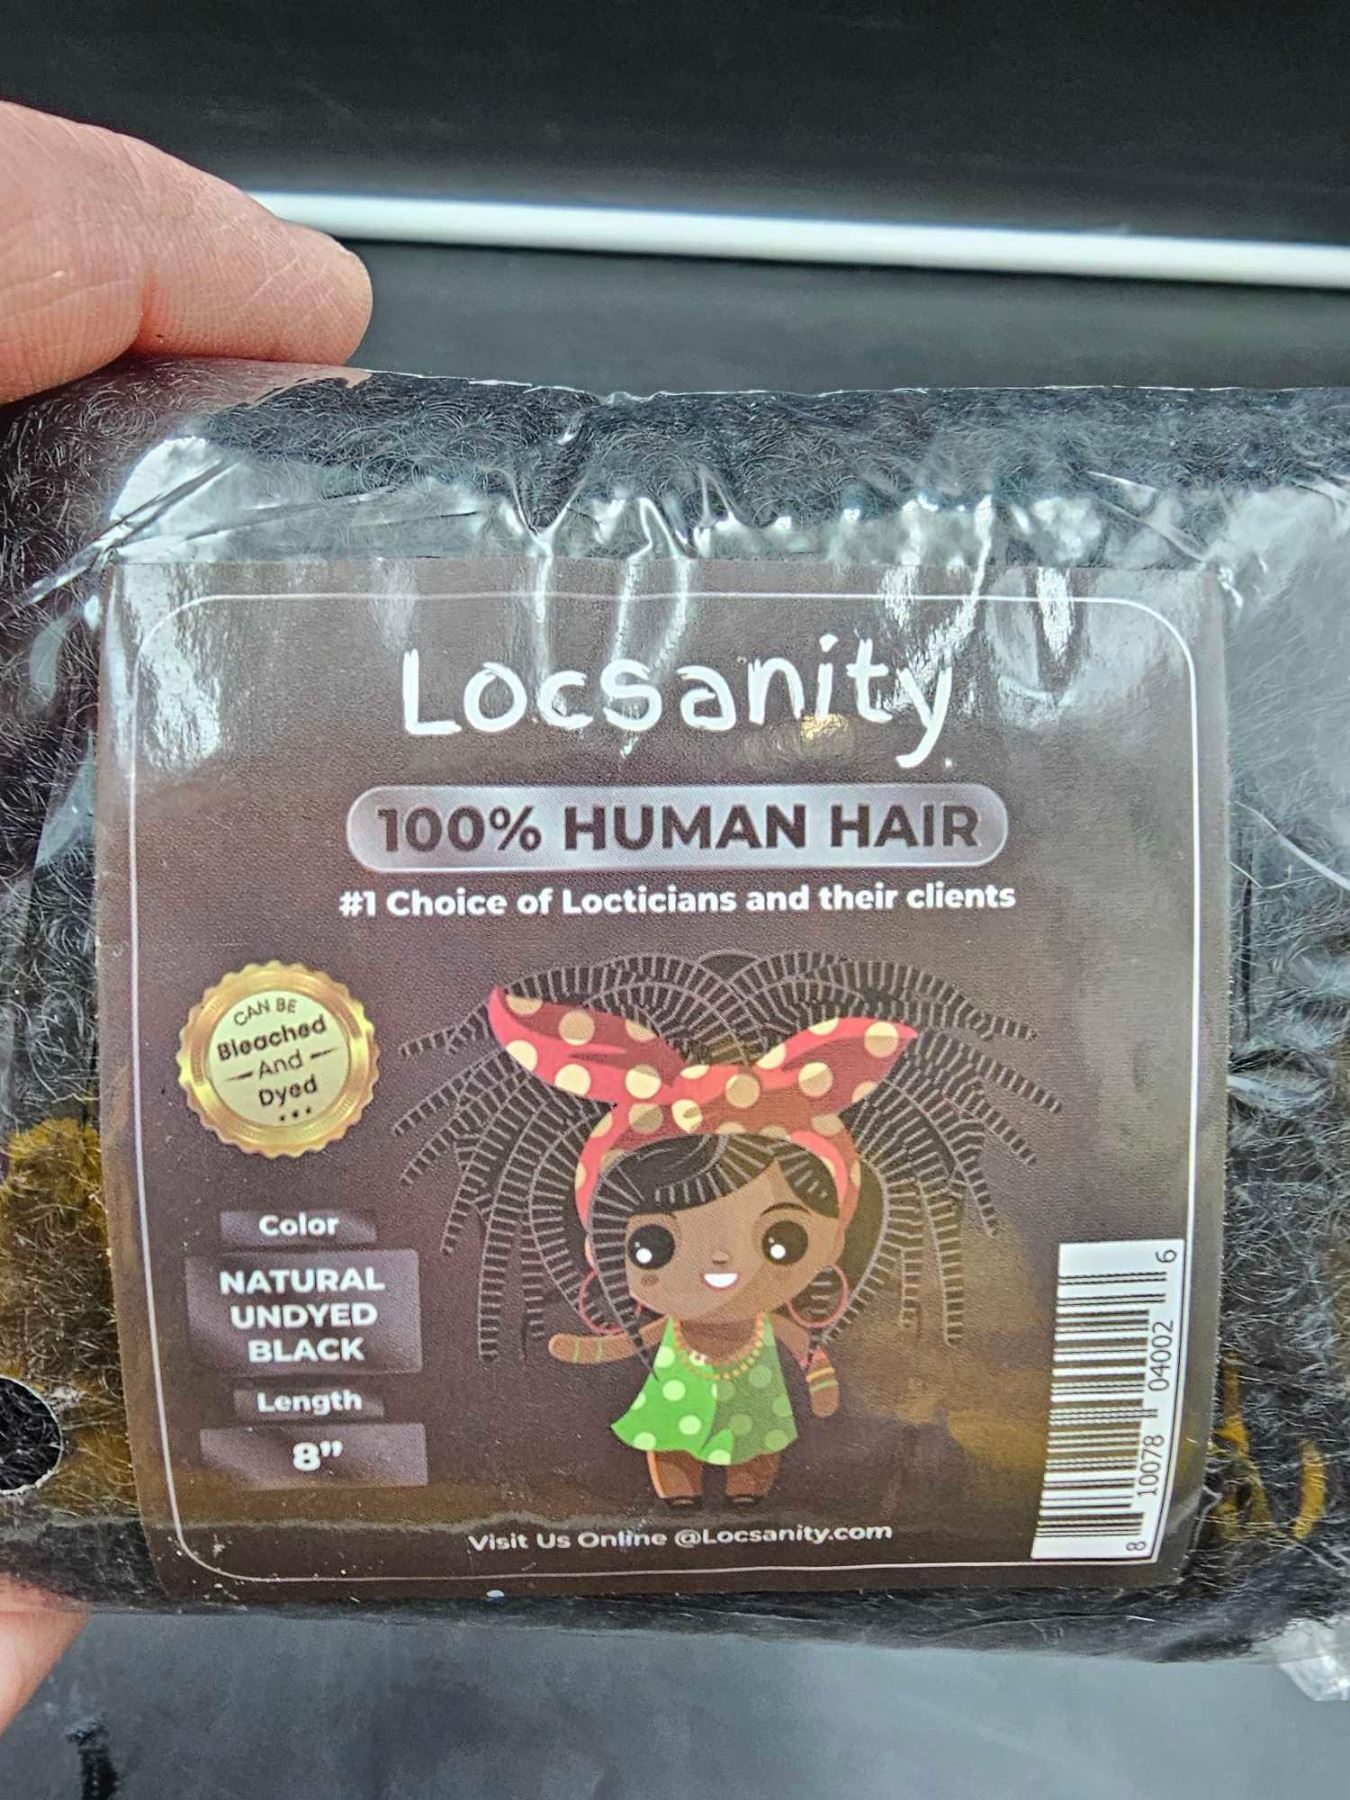 Locsanity
100% HUMAN HAIR
#1 Choice of Locticians and their clients
CAN BE
Bleached
And
Dyed
Color
NATURAL
UNDYED
BLACK
Length
8”
Visit Us Online @Locsanity.com
8 10078 04002 6